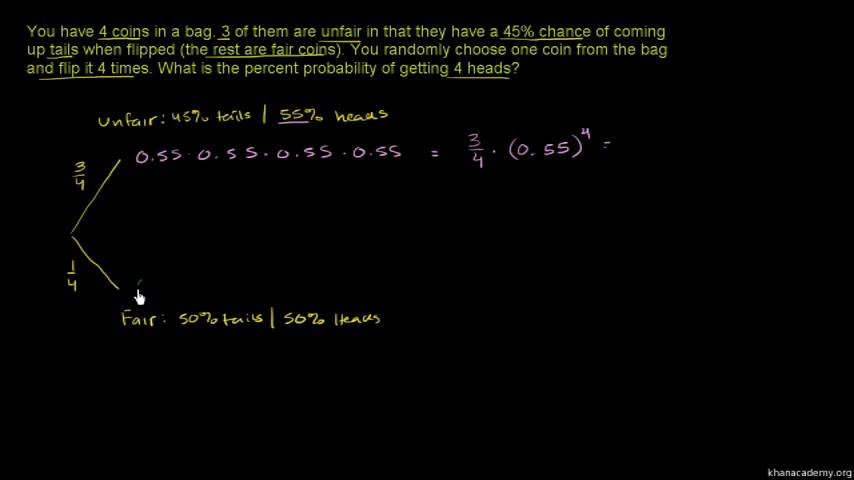 You have 4 coins in a bag. 3 of them are unfair in that they have a 45% chance of coming
up tails when flipped (the rest are fair coins). You randomly choose one coin from the bag
and flip it 4 times. What is the percent probability of getting 4 heads?
Unfair: 45% tails | 55% heads
3/4 0.55 · 0.55 · 0.55 · 0.55 = 3/4 · (0.55)^4 =
1/4
Fair: 50% tails | 50% Heads
khanacademy.org